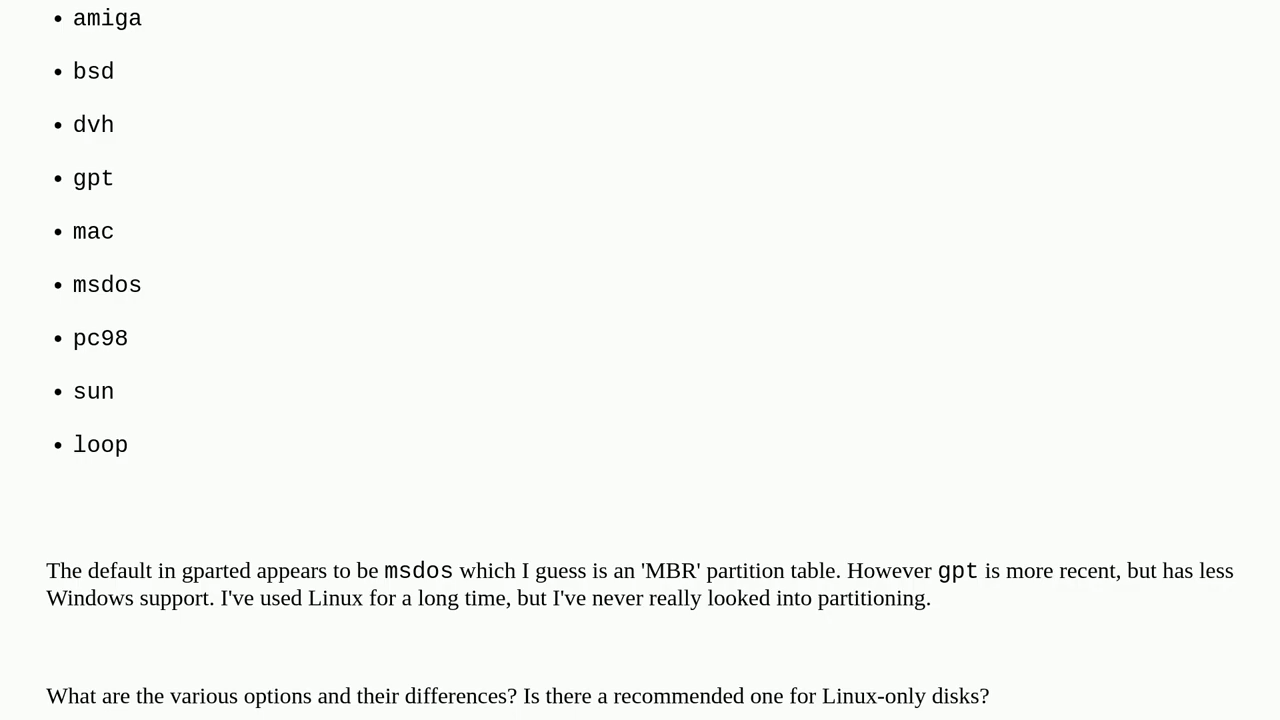 • amiga
• bsd
• dvh
• gpt
• mac
• msdos
• pc98
• sun
• loop
The default in gparted appears to be msdos which I guess is an 'MBR' partition table. However gpt is more recent, but has less
Windows support. I've used Linux for a long time, but I've never really looked into partitioning.
What are the various options and their differences? Is there a recommended one for Linux-only disks?